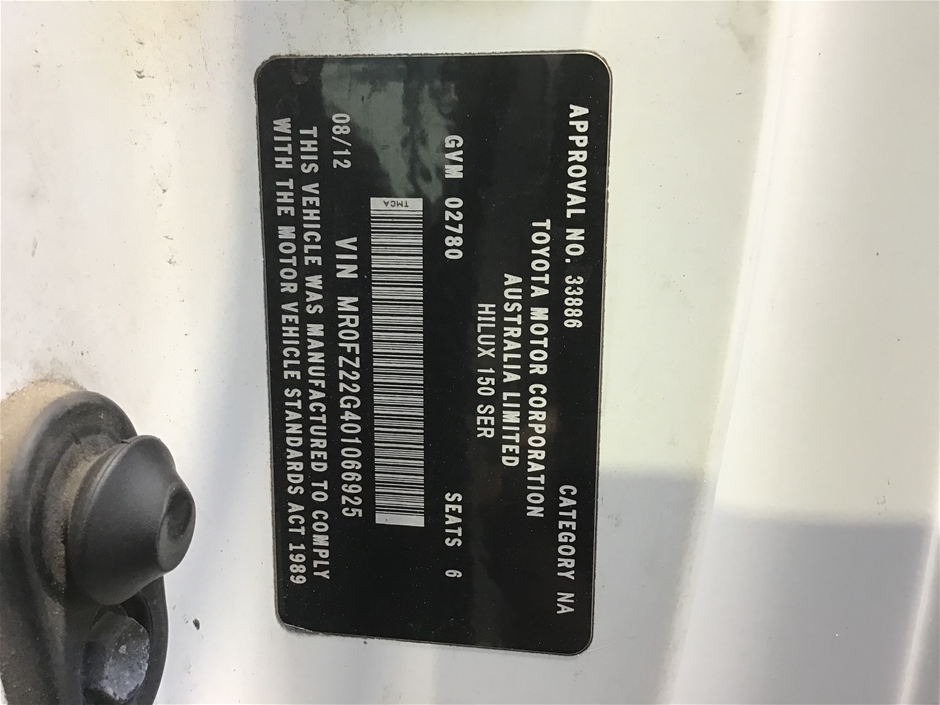 APPROVAL NO. 33886 CATEGORY NA
TOYOTA MOTOR CORPORATION
AUSTRALIA LIMITED
HILUX 150 SER
GVM 02780 SEATS 6
TMCA
VIN MR0FZ22G401066925
08/12
THIS VEHICLE WAS MANUFACTURED TO COMPLY
WITH THE MOTOR VEHICLE STANDARDS ACT 1989